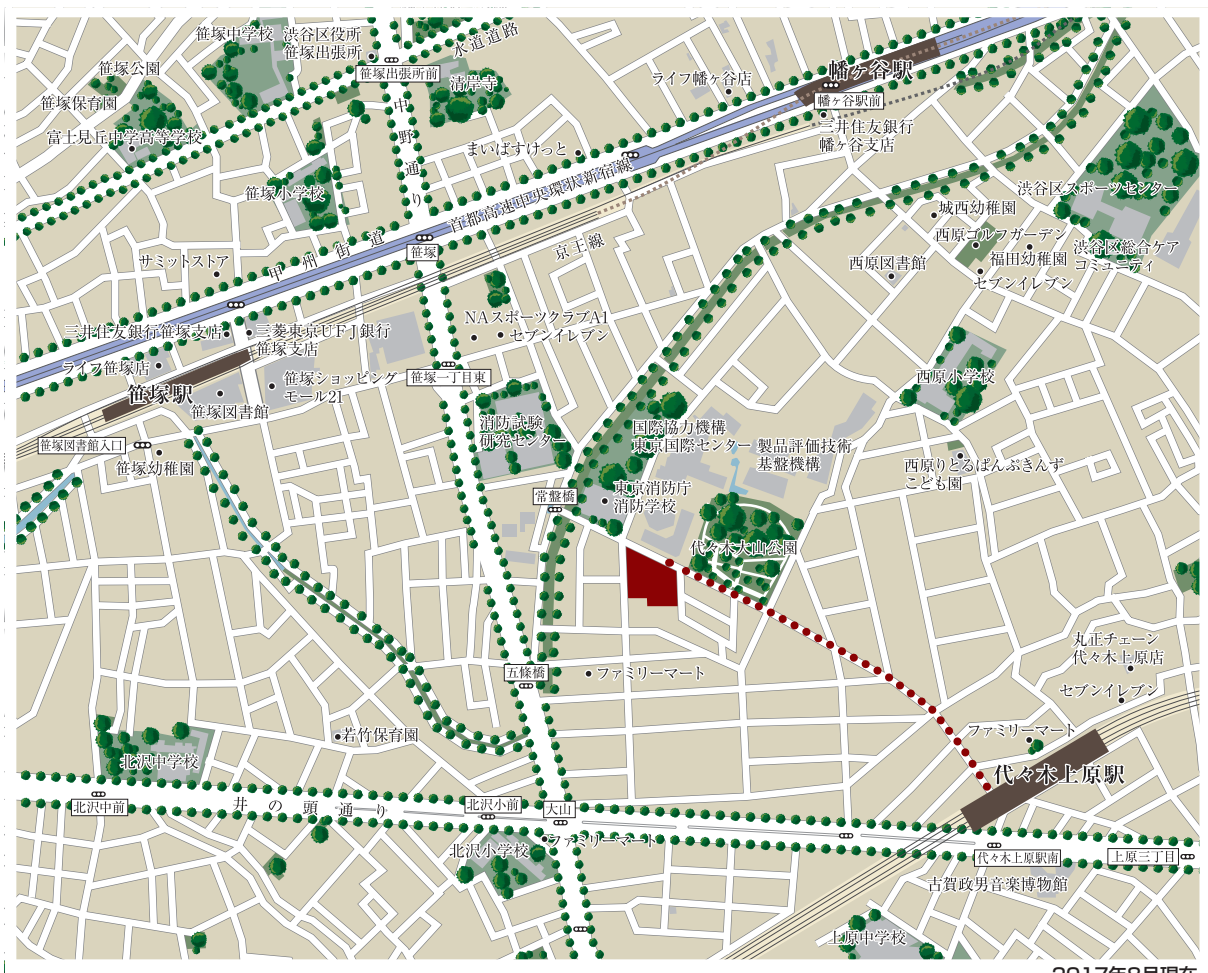 笹塚中学校
渋谷区役所
笹塚出張所
水道道路
笹塚出張所前
笹塚公園
笹塚保育園
清岸寺
中野通り
富士見丘中学高等学校
笹塚小学校
まいばすけっと
ライフ幡ヶ谷店
幡ヶ谷駅
幡ヶ谷駅前
三井住友銀行
幡ヶ谷支店
首都高速中央環状新宿線
渋谷区スポーツセンター
城西幼稚園
西原ゴルフガーデン
福田幼稚園
渋谷区総合ケア
コミュニティ
西原図書館
セブンイレブン
京王線
笹塚
甲州街道
サミットストア
三井住友銀行笹塚支店
三菱東京UFJ銀行
笹塚支店
NAスポーツクラブA1
セブンイレブン
ライフ笹塚店
笹塚駅
笹塚ショッピング
モール21
笹塚図書館
笹塚一丁目東
西原小学校
笹塚図書館入口
笹塚幼稚園
消防試験
研究センター
国際協力機構
東京国際センター
製品評価技術
基盤機構
西原りとるぱんぷきんず
こども園
常盤橋
東京消防庁
消防学校
代々木大山公園
五條橋
ファミリーマート
丸正チェーン
代々木上原店
セブンイレブン
若竹保育園
ファミリーマート
北沢中学校
代々木上原駅
北沢中前
井の頭通り
北沢小前
大山
ファミリーマート
北沢小学校
代々木上原駅南
上原三丁目
古賀政男音楽博物館
上原中学校